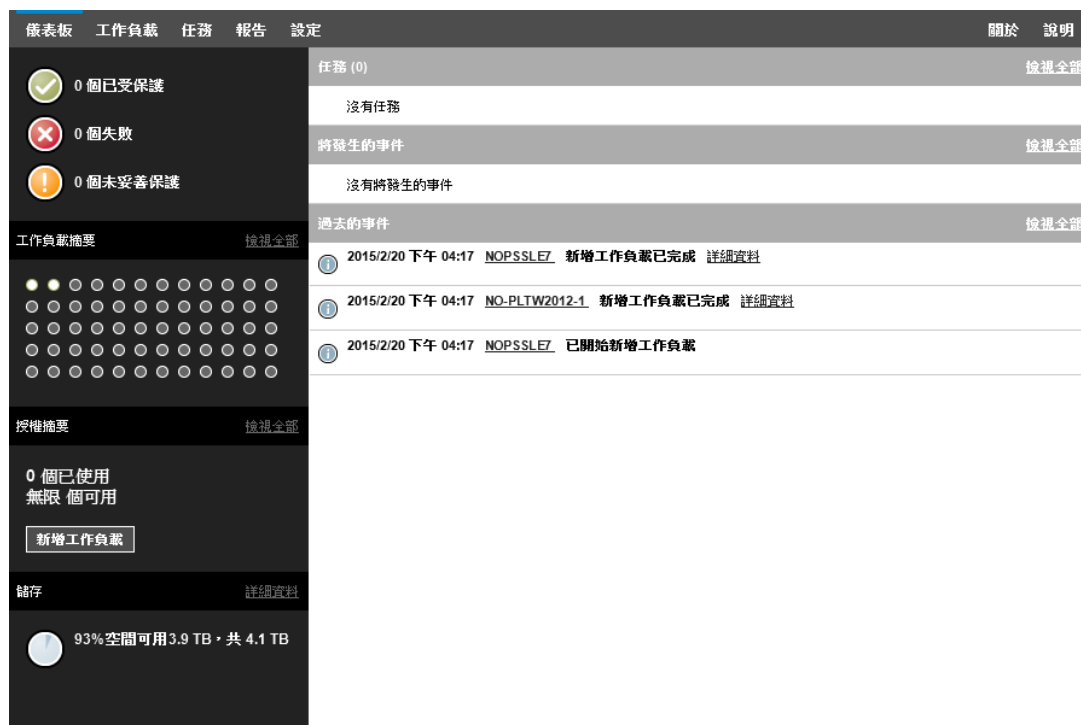 儀表板 工作負載 任務 報告 設定 關於 說明
0 個已受保護
0 個失敗
0 個未妥善保護
工作負載摘要 檢視全部
授權摘要 檢視全部
0 個已使用
無限 個可用
新增工作負載
儲存 詳細資料
93%空間可用3.9 TB，共 4.1 TB
任務 (0) 檢視全部
沒有任務
將發生的事件 檢視全部
沒有將發生的事件
過去的事件 檢視全部
2015/2/20 下午 04:17 NOPSSLE7 新增工作負載已完成 詳細資料
2015/2/20 下午 04:17 NO-PLTW2012-1 新增工作負載已完成 詳細資料
2015/2/20 下午 04:17 NOPSSLE7 已開始新增工作負載